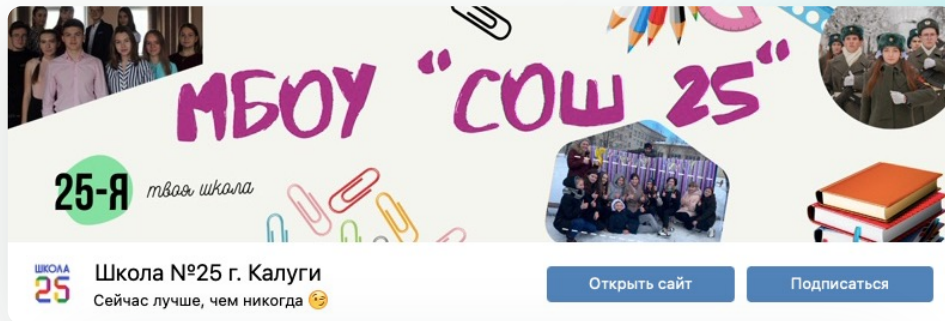 МБОУ "СОШ 25"
25-Я твоя школа
ШКОЛА
25
Школа №25 г. Калуги
Сейчас лучше, чем никогда 😉
Открыть сайт
Подписаться